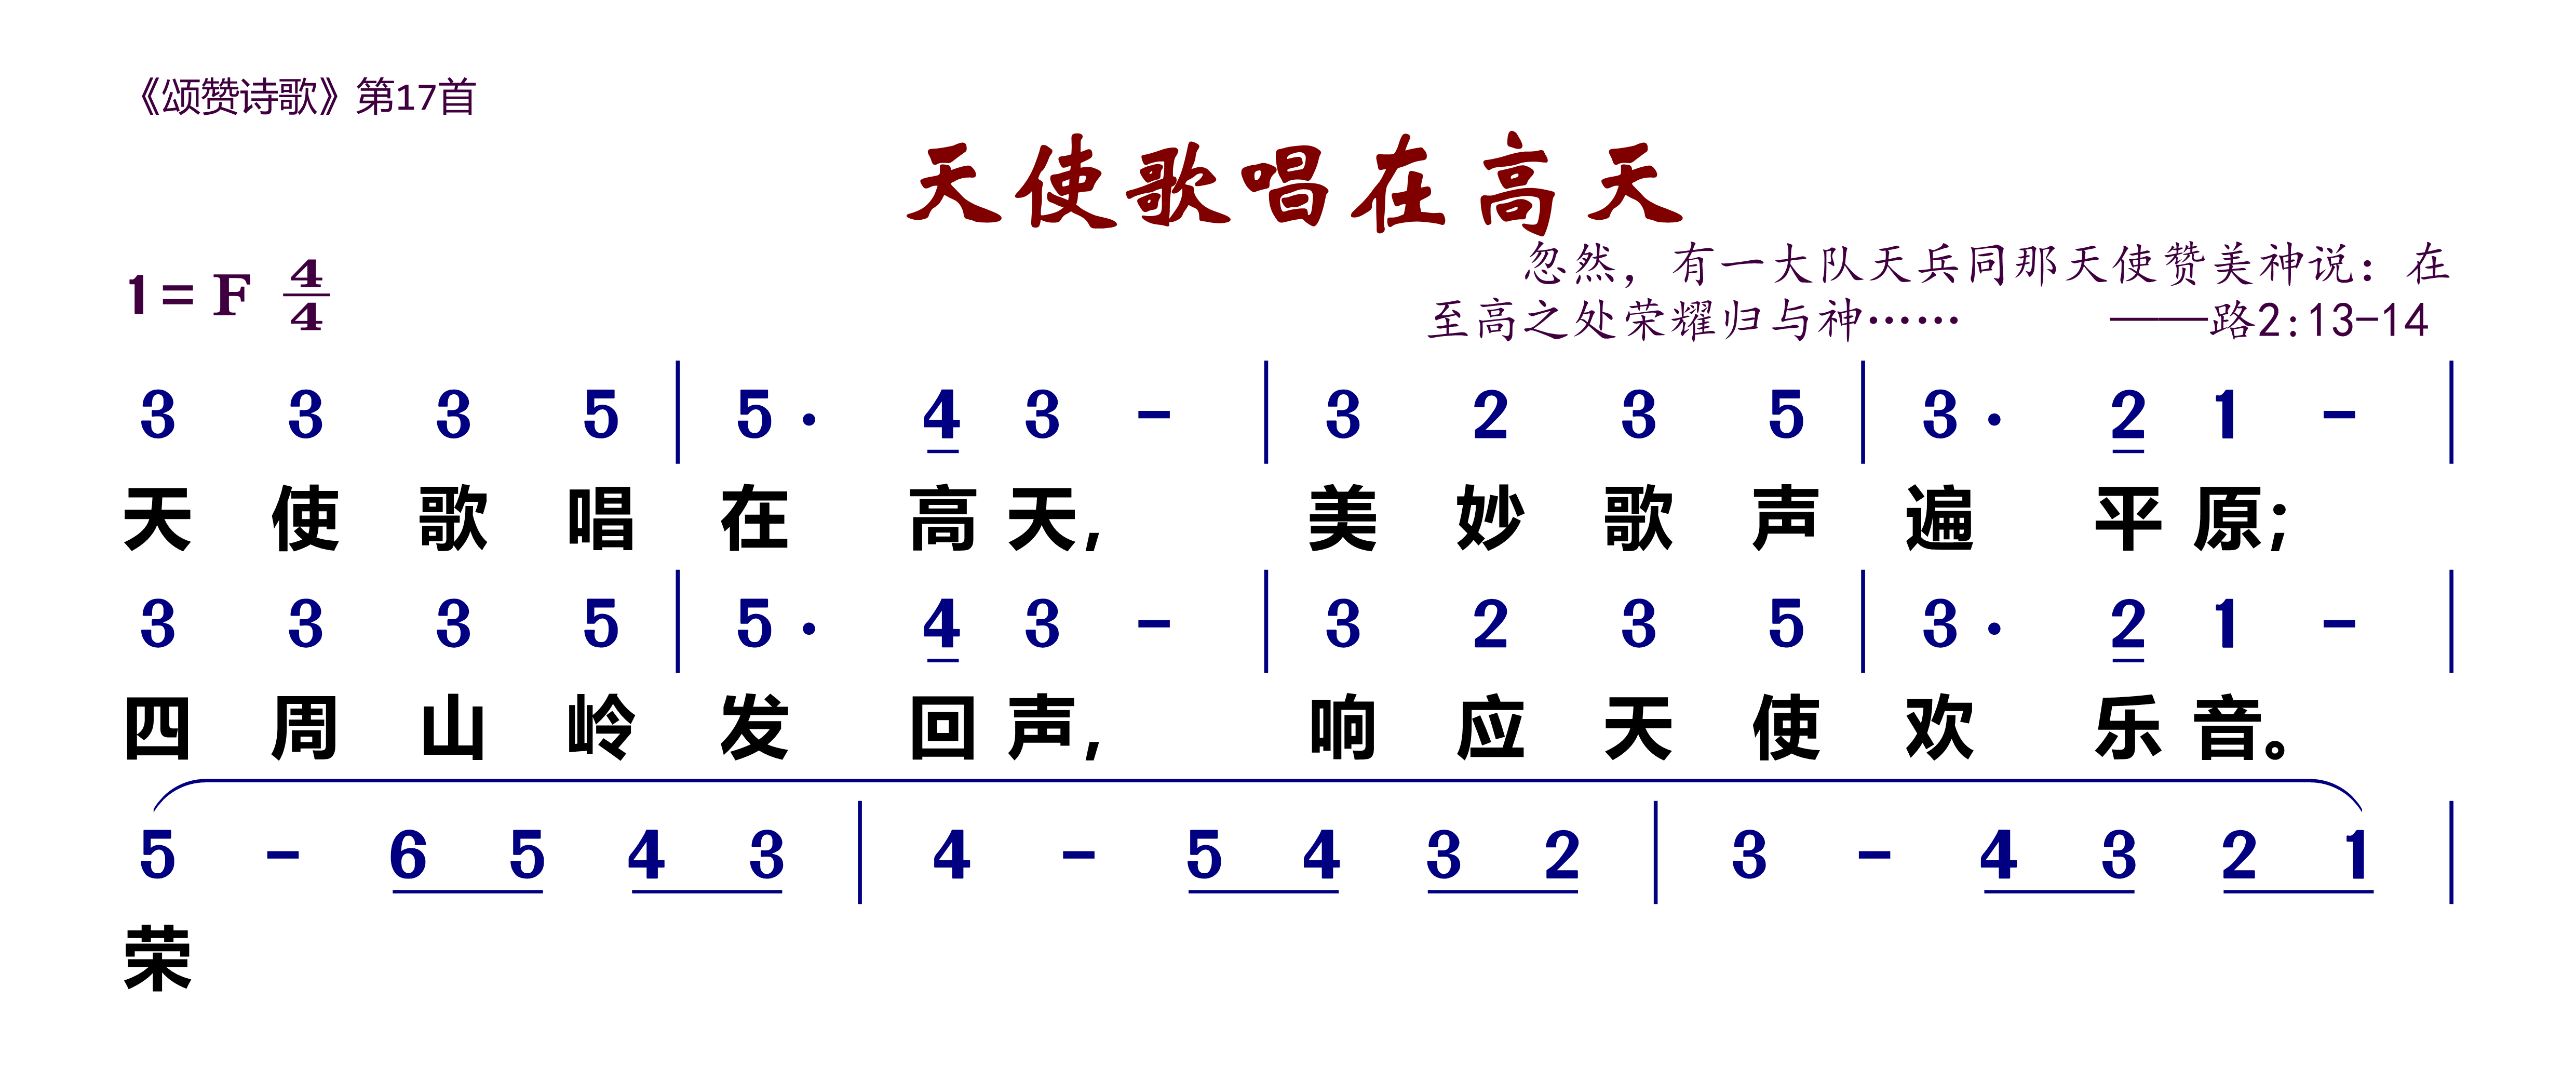 《颂赞诗歌》第17首
天使歌唱在高天
忽然，有一大队天兵同那天使赞美神说：在
至高之处荣耀归与神…… ——路2:13-14
1=F 4/4
3 3 3 5 | 5· 4 3 - | 3 2 3 5 | 3· 2 1 - |
天使歌唱在高天，美妙歌声遍平原；
3 3 3 5 | 5· 4 3 - | 3 2 3 5 | 3· 2 1 - |
四周山岭发回声，响应天使欢乐音。
5 - 6 5 4 3 | 4 - 5 4 3 2 | 3 - 4 3 2 1 |
荣